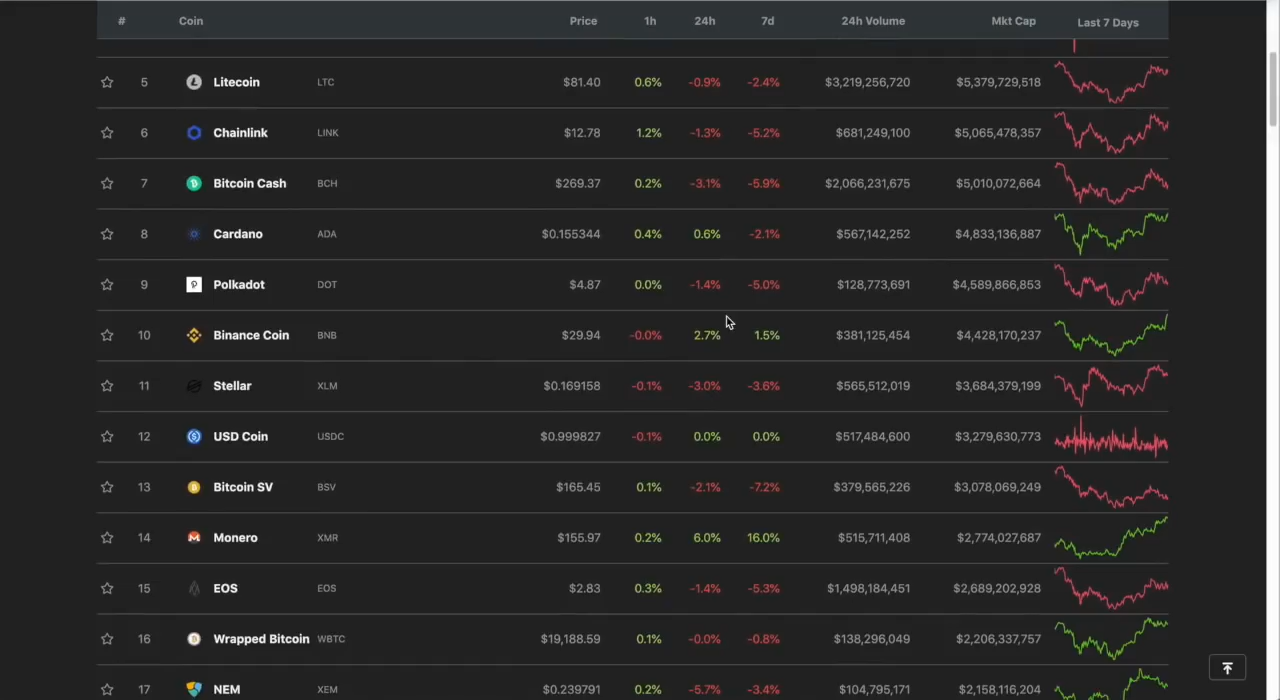 # Coin Price 1h 24h 7d 24h Volume Mkt Cap Last 7 Days
5 Litecoin LTC $81.40 0.6% -0.9% -2.4% $3,219,256,720 $5,379,729,518
6 Chainlink LINK $12.78 1.2% -1.3% -5.2% $681,249,100 $5,065,478,357
7 Bitcoin Cash BCH $269.37 0.2% -3.1% -5.9% $2,066,231,675 $5,010,072,664
8 Cardano ADA $0.155344 0.4% 0.6% -2.1% $567,142,252 $4,833,136,887
9 Polkadot DOT $4.87 0.0% -1.4% -5.0% $128,773,691 $4,589,866,853
10 Binance Coin BNB $29.94 -0.0% 2.7% 1.5% $381,125,454 $4,428,170,237
11 Stellar XLM $0.169158 -0.1% -3.0% -3.6% $565,512,019 $3,684,379,199
12 USD Coin USDC $0.999827 -0.1% 0.0% 0.0% $517,484,600 $3,279,630,773
13 Bitcoin SV BSV $165.45 0.1% -2.1% -7.2% $379,565,226 $3,078,069,249
14 Monero XMR $155.97 0.2% 6.0% 16.0% $515,711,408 $2,774,027,687
15 EOS EOS $2.83 0.3% -1.4% -5.3% $1,498,184,451 $2,689,202,928
16 Wrapped Bitcoin WBTC $19,188.59 0.1% -0.0% -0.8% $138,296,049 $2,206,337,757
17 NEM XEM $0.239791 0.2% -5.7% -3.4% $104,795,171 $2,158,116,204